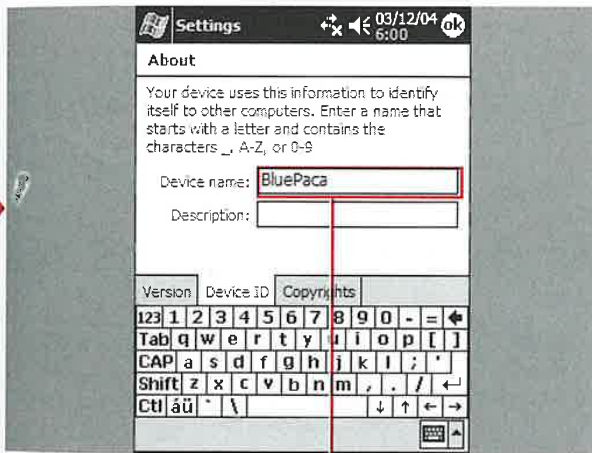 Settings 03/12/04 6:00 ok
About
Your device uses this information to identify
itself to other computers. Enter a name that
starts with a letter and contains the
characters _, A-Z, or 0-9
Device name: BluePaca
Description:
Version Device ID Copyrights
123 1 2 3 4 5 6 7 8 9 0 - =
Tab q w e r t y u i o p [ ]
CAP a s d f g h j k l ; '
Shift z x c v b n m , . /
Ctl áü ` \ ↓ ↑ ← →